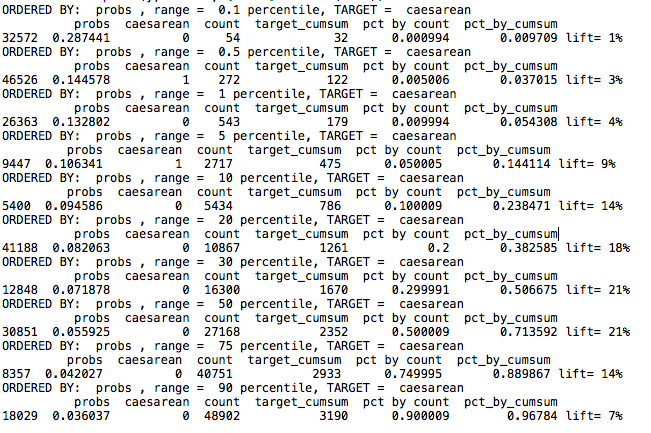 ORDERED BY: probs , range = 0.1 percentile, TARGET = caesarean
probs caesarean count target_cumsum pct by count pct_by_cumsum
32572 0.287441 0 54 32 0.000994 0.009709 lift= 1%
ORDERED BY: probs , range = 0.5 percentile, TARGET = caesarean
probs caesarean count target_cumsum pct by count pct_by_cumsum
46526 0.144578 1 272 122 0.005006 0.037015 lift= 3%
ORDERED BY: probs , range = 1 percentile, TARGET = caesarean
probs caesarean count target_cumsum pct by count pct_by_cumsum
26363 0.132802 0 543 179 0.009994 0.054308 lift= 4%
ORDERED BY: probs , range = 5 percentile, TARGET = caesarean
probs caesarean count target_cumsum pct by count pct_by_cumsum
9447 0.106341 1 2717 475 0.050005 0.144114 lift= 9%
ORDERED BY: probs , range = 10 percentile, TARGET = caesarean
probs caesarean count target_cumsum pct by count pct_by_cumsum
5400 0.094586 0 5434 786 0.100009 0.238471 lift= 14%
ORDERED BY: probs , range = 20 percentile, TARGET = caesarean
probs caesarean count target_cumsum pct by count pct_by_cumsum
41188 0.082063 0 10867 1261 0.2 0.382585 lift= 18%
ORDERED BY: probs , range = 30 percentile, TARGET = caesarean
probs caesarean count target_cumsum pct by count pct_by_cumsum
12848 0.071878 0 16300 1670 0.299991 0.506675 lift= 21%
ORDERED BY: probs , range = 50 percentile, TARGET = caesarean
probs caesarean count target_cumsum pct by count pct_by_cumsum
30851 0.055925 0 27168 2352 0.500009 0.713592 lift= 21%
ORDERED BY: probs , range = 75 percentile, TARGET = caesarean
probs caesarean count target_cumsum pct by count pct_by_cumsum
8357 0.042027 0 40751 2933 0.749995 0.889867 lift= 14%
ORDERED BY: probs , range = 90 percentile, TARGET = caesarean
probs caesarean count target_cumsum pct by count pct_by_cumsum
18029 0.036037 0 48902 3190 0.900009 0.96784 lift= 7%